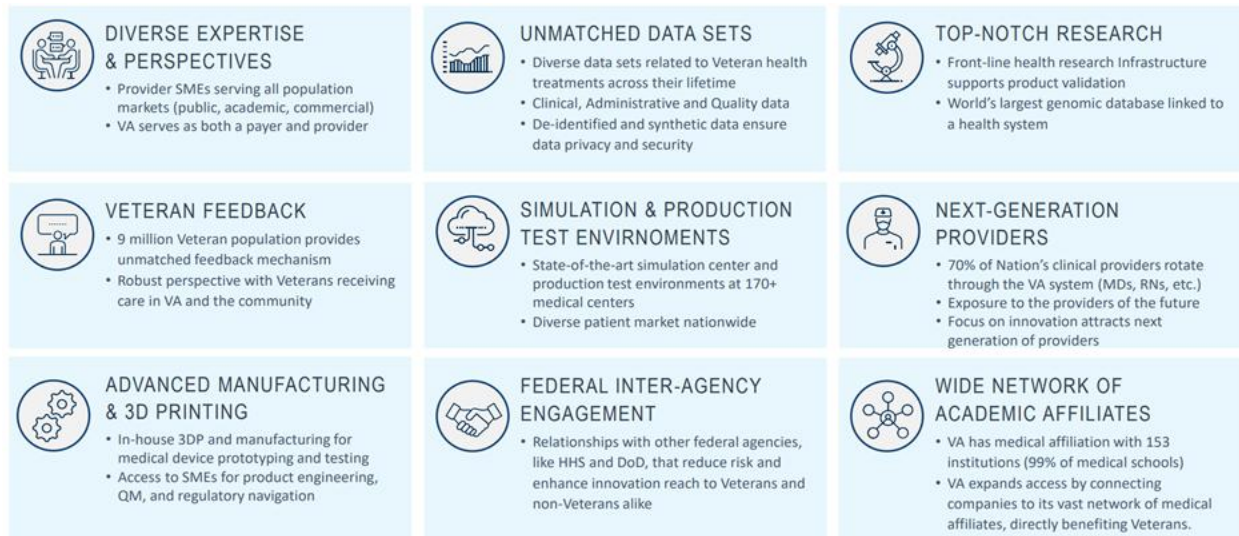 DIVERSE EXPERTISE
& PERSPECTIVES
• Provider SMEs serving all population
markets (public, academic, commercial)
• VA serves as both a payer and provider
UNMATCHED DATA SETS
• Diverse data sets related to Veteran health
treatments across their lifetime
• Clinical, Administrative and Quality data
• De-identified and synthetic data ensure
data privacy and security
TOP-NOTCH RESEARCH
• Front-line health research Infrastructure
supports product validation
• World's largest genomic database linked to
a health system
VETERAN FEEDBACK
• 9 million Veteran population provides
unmatched feedback mechanism
• Robust perspective with Veterans receiving
care in VA and the community
SIMULATION & PRODUCTION
TEST ENVIRNOMENTS
• State-of-the-art simulation center and
production test environments at 170+
medical centers
• Diverse patient market nationwide
NEXT-GENERATION
PROVIDERS
• 70% of Nation's clinical providers rotate
through the VA system (MDs, RNs, etc.)
• Exposure to the providers of the future
• Focus on innovation attracts next
generation of providers
ADVANCED MANUFACTURING
& 3D PRINTING
• In-house 3DP and manufacturing for
medical device prototyping and testing
• Access to SMEs for product engineering,
QM, and regulatory navigation
FEDERAL INTER-AGENCY
ENGAGEMENT
• Relationships with other federal agencies,
like HHS and DoD, that reduce risk and
enhance innovation reach to Veterans and
non-Veterans alike
WIDE NETWORK OF
ACADEMIC AFFILIATES
• VA has medical affiliation with 153
institutions (99% of medical schools)
• VA expands access by connecting
companies to its vast network of medical
affiliates, directly benefiting Veterans.